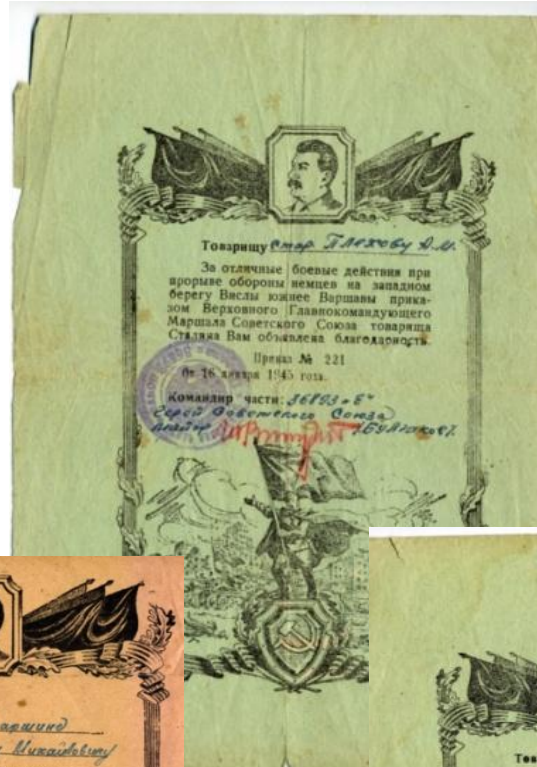 Товарищу стар. Плехову Д.М.
За отличные боевые действия при
прорыве обороны немцев на западном
берегу Вислы южнее Варшавы прика-
зом Верховного Главнокомандующего
Маршала Советского Союза товарища
Сталина Вам объявлена благодарность
Приказ № 221
От 16 января 1945 года.
Командир части: 36893 "Б"
Герой Советского Союза
майор /Булгаков/.
Михайловичу
Тов